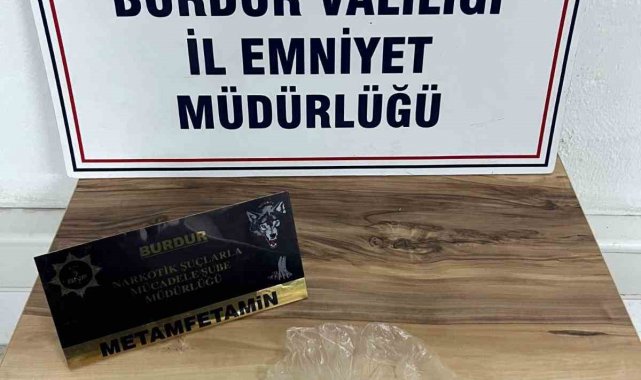 BURDUR VALİLİĞİ
İL EMNİYET
MÜDÜRLÜĞÜ
BURDUR
NARKOTİK SUÇLARLA
MÜCADELE ŞUBE
MÜDÜRLÜĞÜ
METAMFETAMİN